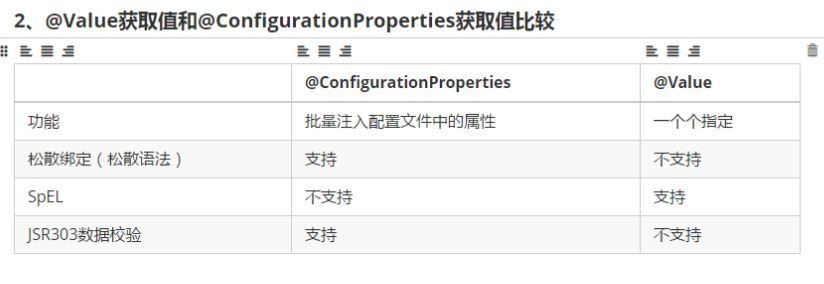 2、@Value获取值和@ConfigurationProperties获取值比较
@ConfigurationProperties @Value
功能 批量注入配置文件中的属性 一个个指定
松散绑定（松散语法） 支持 不支持
SpEL 不支持 支持
JSR303数据校验 支持 不支持